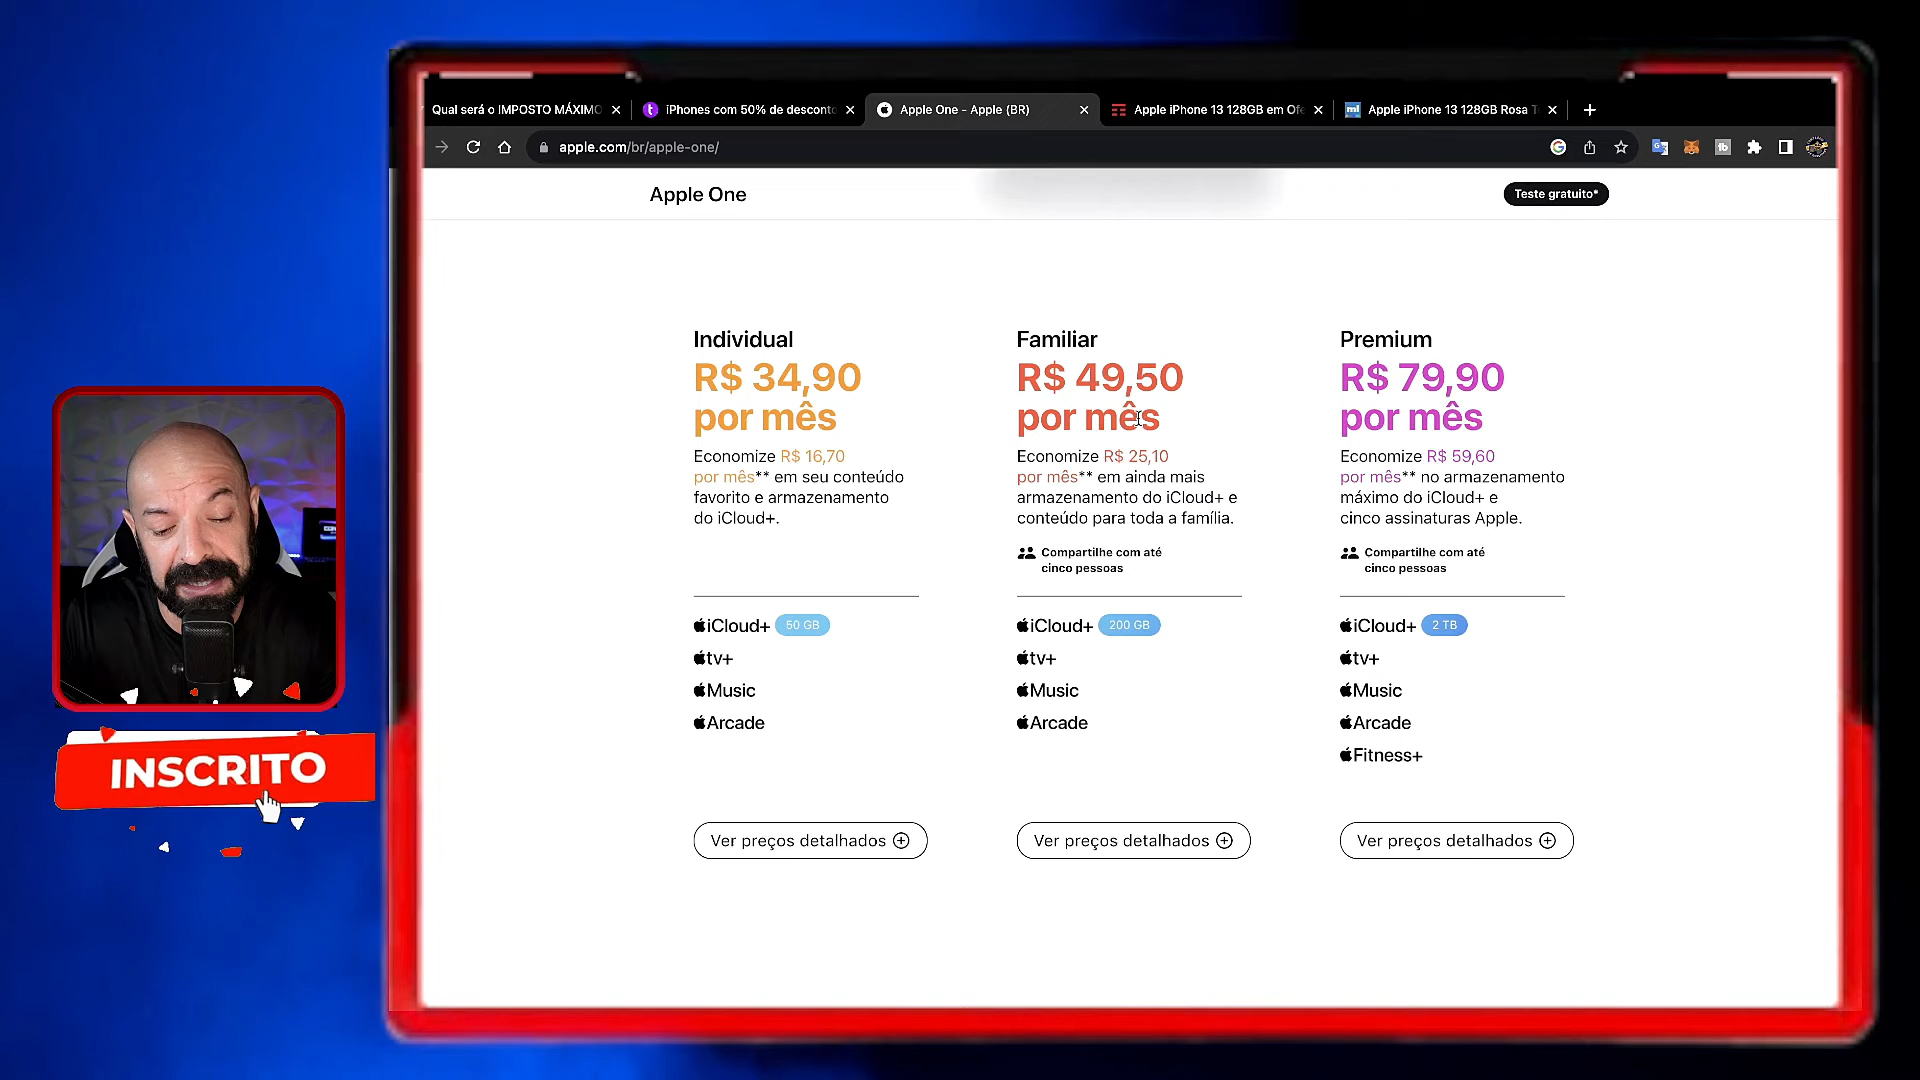 Qual será o IMPOSTO MÁXIMO
iPhones com 50% de desconto
Apple One - Apple (BR)
Apple iPhone 13 128GB em Ofe
Apple iPhone 13 128GB Rosa T
apple.com/br/apple-one/
Apple One
Teste gratuito*
Individual
R$ 34,90
por mês
Economize R$ 16,70
por mês** em seu conteúdo
favorito e armazenamento
do iCloud+.
iCloud+ 50 GB
tv+
Music
Arcade
Ver preços detalhados
Familiar
R$ 49,50
por mês
Economize R$ 25,10
por mês** em ainda mais
armazenamento do iCloud+ e
conteúdo para toda a família.
Compartilhe com até
cinco pessoas
iCloud+ 200 GB
tv+
Music
Arcade
Ver preços detalhados
Premium
R$ 79,90
por mês
Economize R$ 59,60
por mês** no armazenamento
máximo do iCloud+ e
cinco assinaturas Apple.
Compartilhe com até
cinco pessoas
iCloud+ 2 TB
tv+
Music
Arcade
Fitness+
Ver preços detalhados
INSCRITO